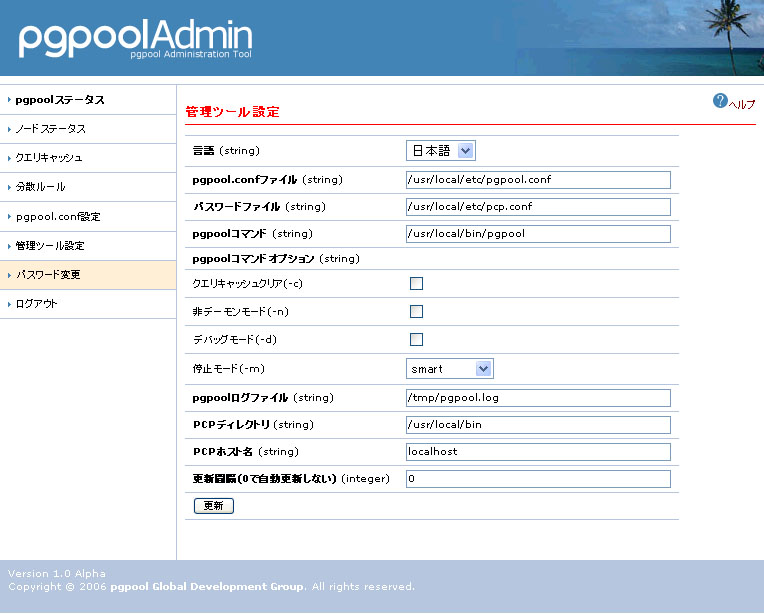 pgpoolAdmin
pgpool Administration Tool
pgpoolステータス
ノードステータス
クエリキャッシュ
分散ルール
pgpool.conf設定
管理ツール設定
パスワード変更
ログアウト
?ヘルプ
管理ツール設定
言語 (string) 日本語
pgpool.confファイル (string) /usr/local/etc/pgpool.conf
パスワードファイル (string) /usr/local/etc/pcp.conf
pgpoolコマンド (string) /usr/local/bin/pgpool
pgpoolコマンドオプション (string)
クエリキャッシュクリア(-c)
非デーモンモード(-n)
デバッグモード(-d)
停止モード(-m) smart
pgpoolログファイル (string) /tmp/pgpool.log
PCPディレクトリ (string) /usr/local/bin
PCPホスト名 (string) localhost
更新間隔(0で自動更新しない) (integer) 0
更新
Version 1.0 Alpha
Copyright © 2006 pgpool Global Development Group. All rights reserved.